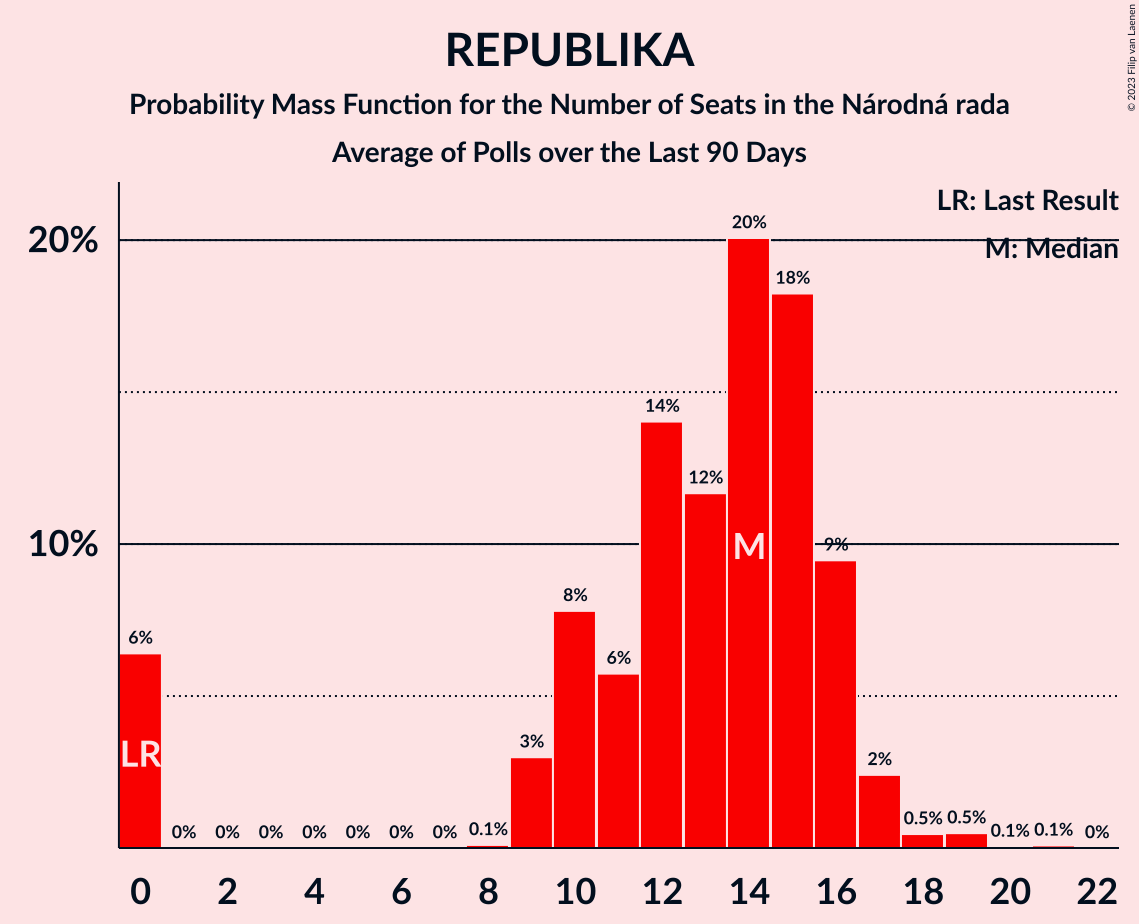 REPUBLIKA
Probability Mass Function for the Number of Seats in the Národná rada
Average of Polls over the Last 90 Days
© 2023 Filip van Laenen
LR: Last Result
M: Median
20%
10%
6%
0%
0%
0%
0%
0%
0%
0%
0.1%
3%
8%
6%
14%
12%
20%
18%
9%
2%
0.5%
0.5%
0.1%
0.1%
0%
LR
M
0 2 4 6 8 10 12 14 16 18 20 22